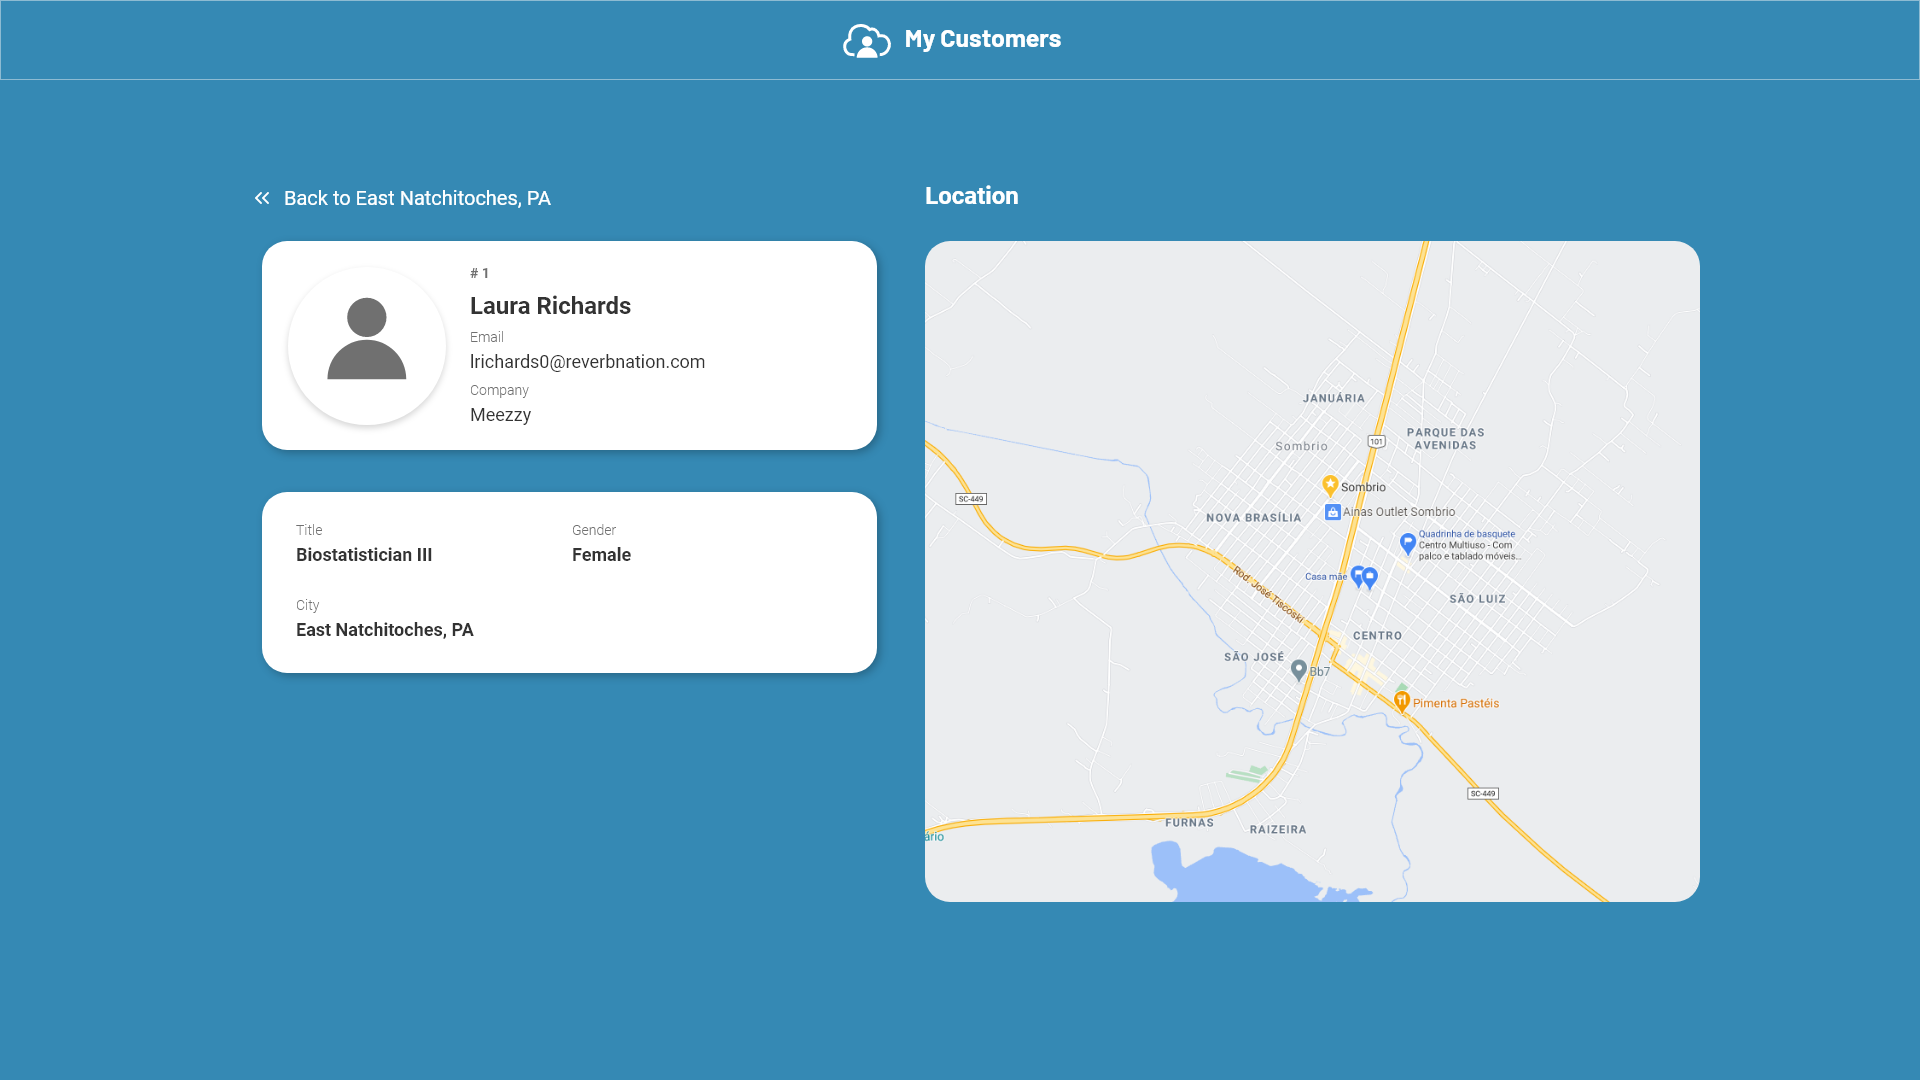 My Customers
Back to East Natchitoches, PA
# 1
Laura Richards
Email
lrichards0@reverbnation.com
Company
Meezzy
Title
Gender
Biostatistician III
Female
City
East Natchitoches, PA
Location
JANUÁRIA
PARQUE DAS
AVENIDAS
101
Sombrio
SC-449
Sombrio
Ainas Outlet Sombrio
NOVA BRASÍLIA
Quadrinha de basquete
Centro Multiuso - Com
palco e tablado móveis...
Casa mãe
Rod. José Tiscoski
SÃO LUIZ
CENTRO
SÃO JOSÉ
Bb7
Pimenta Pastéis
SC-449
FURNAS
RAIZEIRA
ário